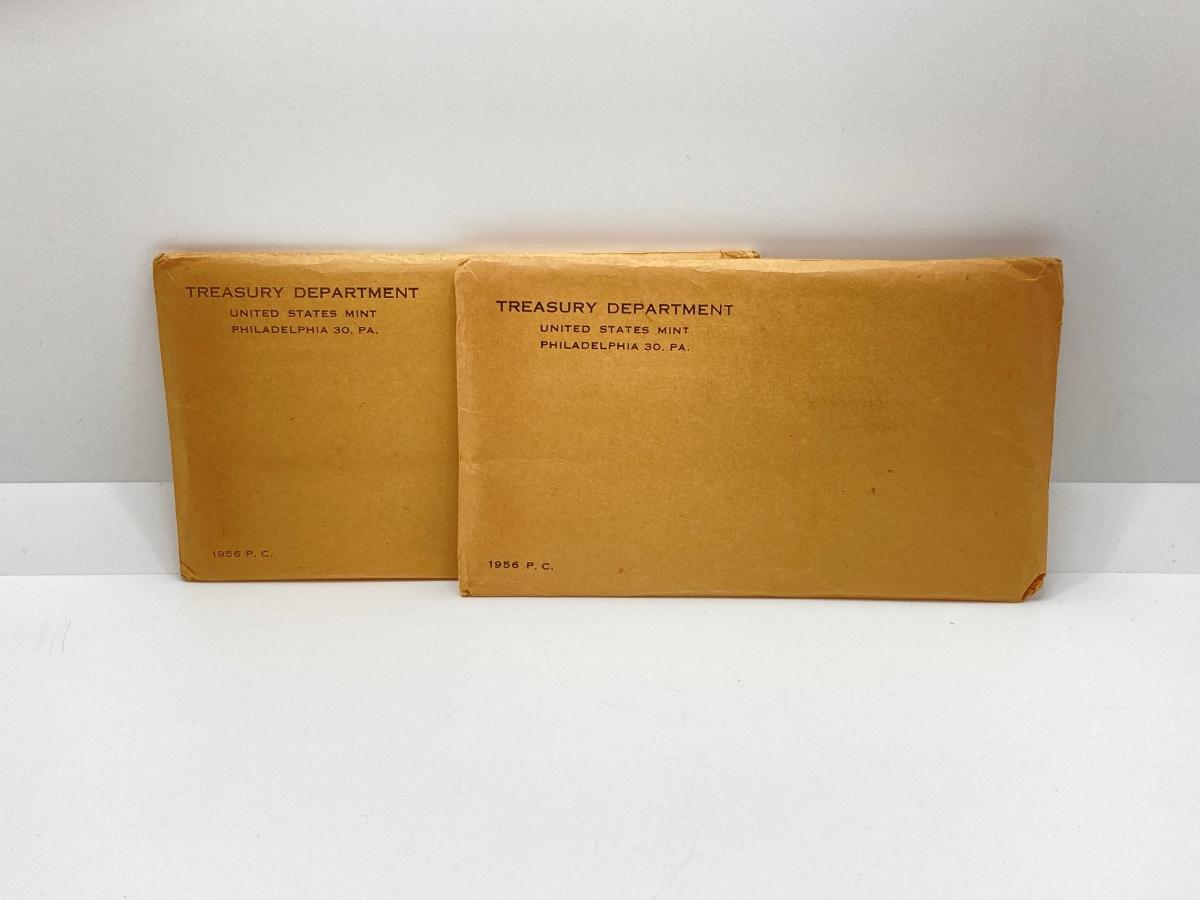 TREASURY DEPARTMENT
UNITED STATES MINT
PHILADELPHIA 30, PA.
1956 P. C.
TREASURY DEPARTMENT
UNITED STATES MINT
PHILADELPHIA 30, PA.
1956 P. C.